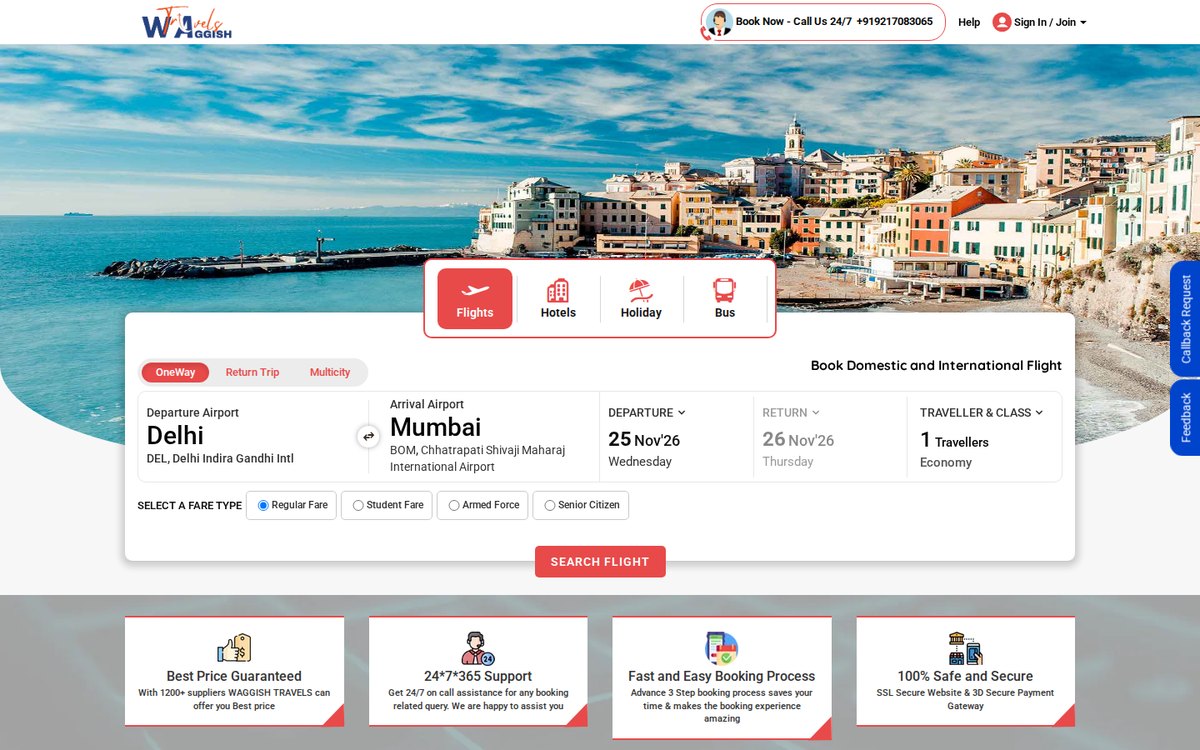 Travels
WAGGISH
Book Now - Call Us 24/7 +919217083065
Help
Sign In / Join
Flights
Hotels
Holiday
Bus
Callback Request
Feedback
OneWay
Return Trip
Multicity
Book Domestic and International Flight
Departure Airport
Delhi
DEL, Delhi Indira Gandhi Intl
Arrival Airport
Mumbai
BOM, Chhatrapati Shivaji Maharaj
International Airport
DEPARTURE
25 Nov'26
Wednesday
RETURN
26 Nov'26
Thursday
TRAVELLER & CLASS
1 Travellers
Economy
SELECT A FARE TYPE
Regular Fare
Student Fare
Armed Force
Senior Citizen
SEARCH FLIGHT
Best Price Guaranteed
With 1200+ suppliers WAGGISH TRAVELS can
offer you Best price
24*7*365 Support
24
Get 24/7 on call assistance for any booking
related query. We are happy to assist you
Fast and Easy Booking Process
Advance 3 Step booking process saves your
time & makes the booking experience
amazing
100% Safe and Secure
SSL Secure Website & 3D Secure Payment
Gateway